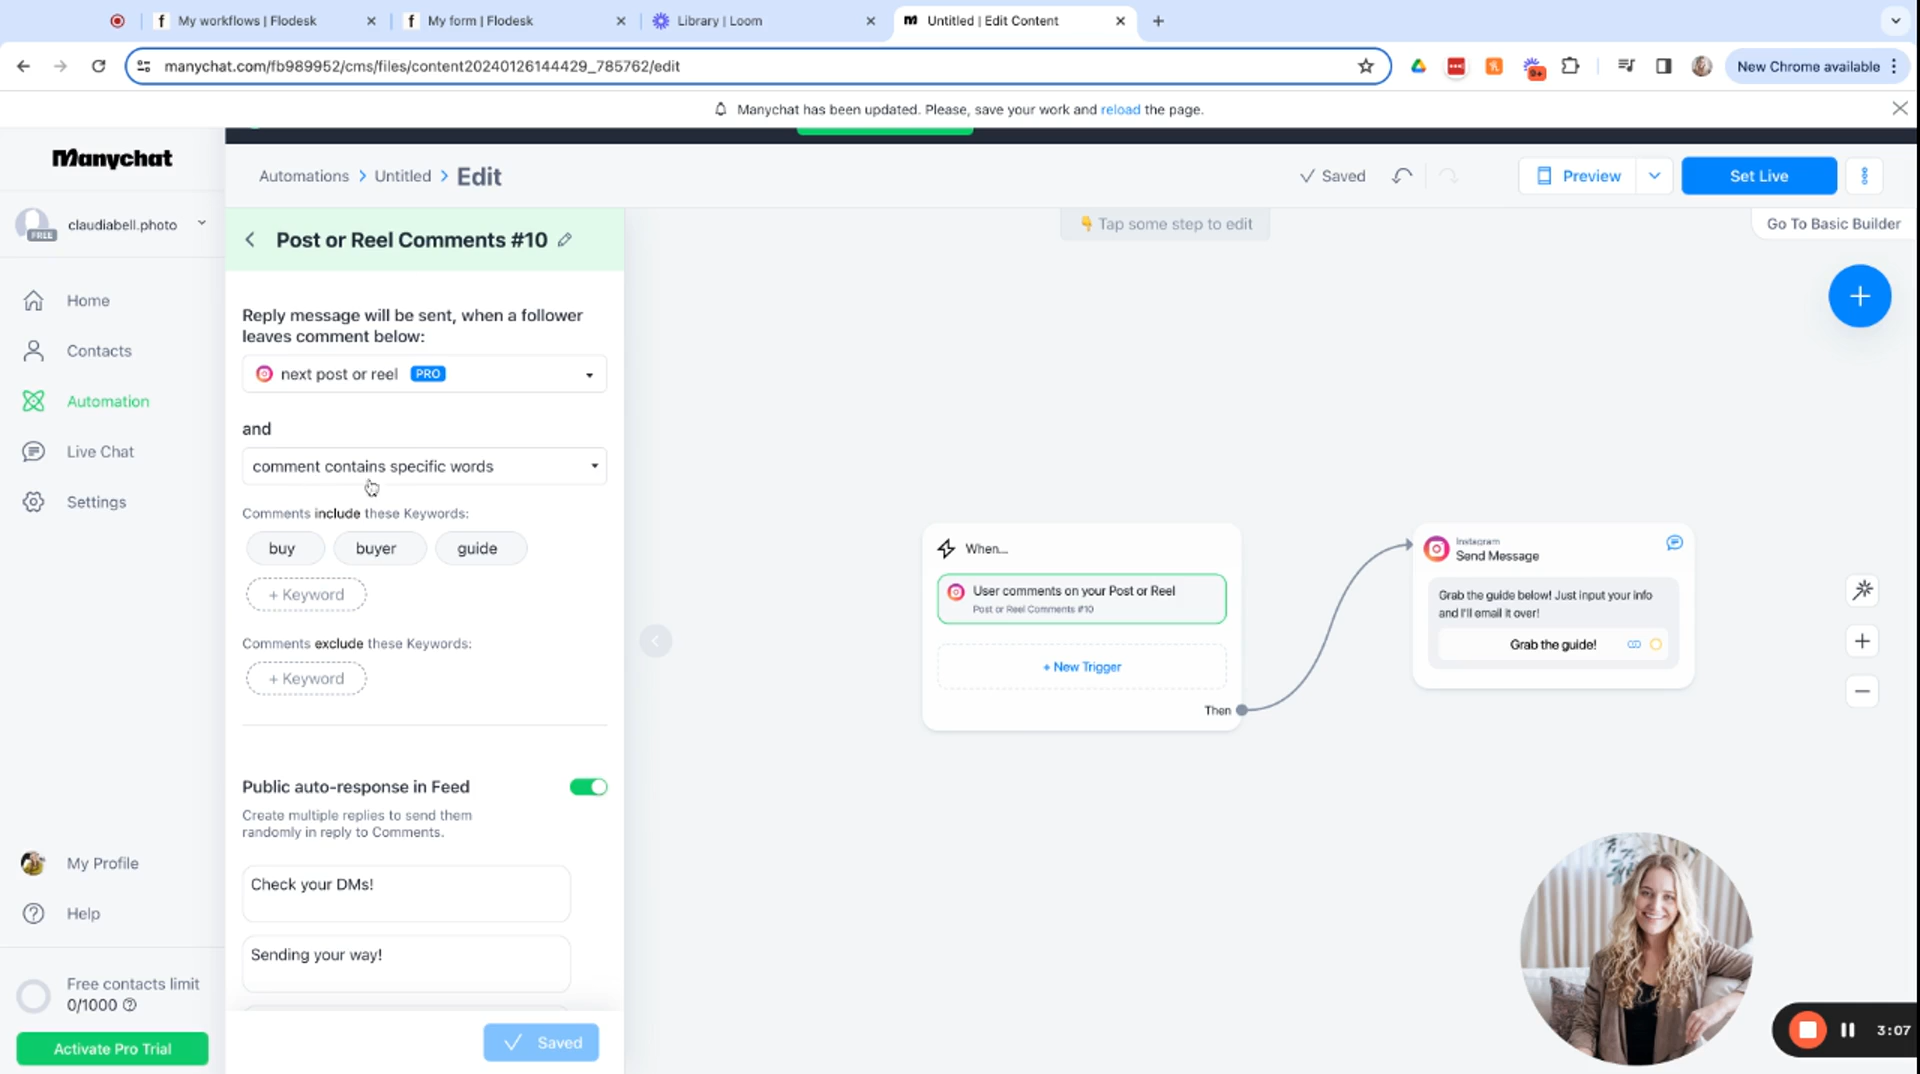 My workflows | Flodesk
My form | Flodesk
Library | Loom
Untitled | Edit Content
manychat.com/fb989952/cms/files/content20240126144429_785762/edit
9+
New Chrome available
Manychat has been updated. Please, save your work and reload the page.
Manychat
Automations > Untitled > Edit
Saved
Preview
Set Live
claudiabell.photo
FREE
Post or Reel Comments #10
Tap some step to edit
Go To Basic Builder
Home
Contacts
Automation
Live Chat
Settings
Reply message will be sent, when a follower
leaves comment below:
next post or reel PRO
and
comment contains specific words
Comments include these Keywords:
buy
buyer
guide
+ Keyword
Comments exclude these Keywords:
+ Keyword
Public auto-response in Feed
Create multiple replies to send them
randomly in reply to Comments.
Check your DMs!
Sending your way!
Saved
When...
User comments on your Post or Reel
Post or Reel Comments #10
+ New Trigger
Then
Instagram
Send Message
Grab the guide below! Just input your info
and I'll email it over!
Grab the guide!
My Profile
Help
Free contacts limit
0/1000
Activate Pro Trial
3:07